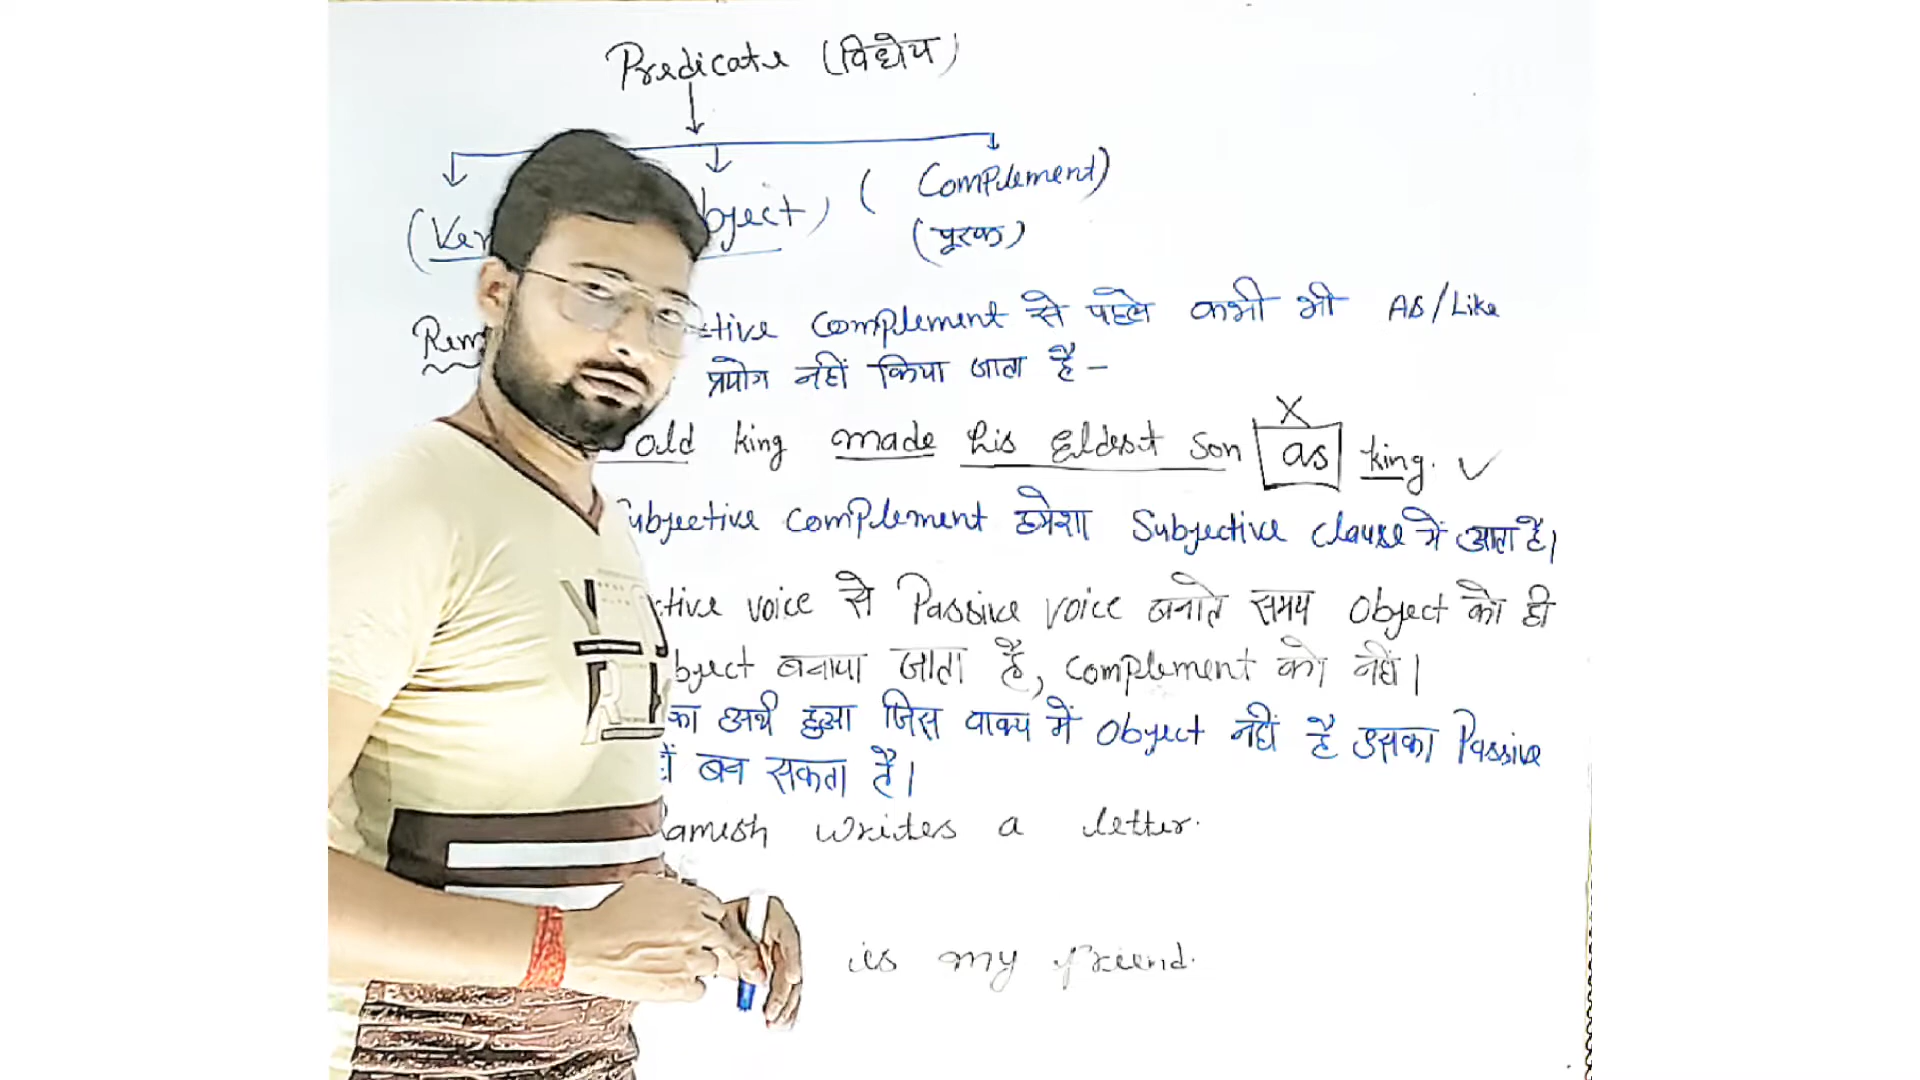 Predicate (विधेय)
(Ver bject) ( Complement)
(पूरक)
Rem ctive Complement से पहले कभी भी As/Like
प्रयोग नहीं किया जाता है –
old king made his Eldest son as king. ✓
X
Subjective Complement हमेशा Subjective clause में आता है।
ctive voice से Passive voice बनाते समय Object को ही
bject बनाया जाता है, Complement को नहीं।
का अर्थ हुआ जिस वाक्य में Object नहीं है उसका Passive
बन सकता है।
Ramesh writes a letter.
is my friend.